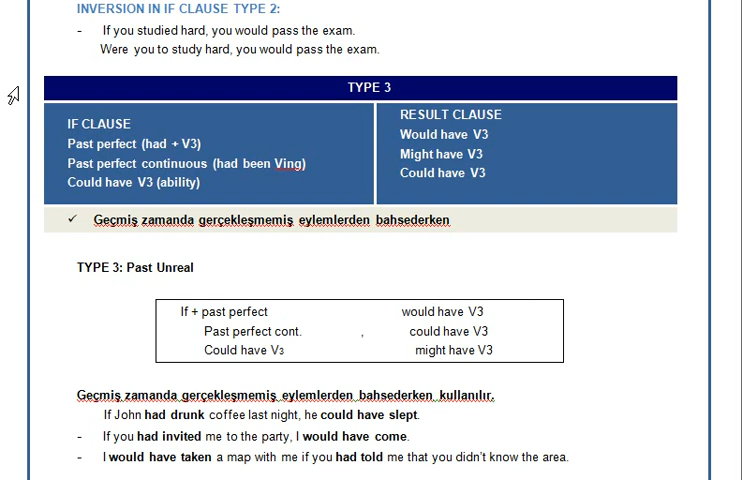 INVERSION IN IF CLAUSE TYPE 2:
- If you studied hard, you would pass the exam.
Were you to study hard, you would pass the exam.
TYPE 3
IF CLAUSE
Past perfect (had + V3)
Past perfect continuous (had been Ving)
Could have V3 (ability)
RESULT CLAUSE
Would have V3
Might have V3
Could have V3
✓ Geçmiş zamanda gerçekleşmemiş eylemlerden bahsederken
TYPE 3: Past Unreal
If + past perfect would have V3
Past perfect cont. , could have V3
Could have V3 might have V3
Geçmiş zamanda gerçekleşmemiş eylemlerden bahsederken kullanılır.
If John had drunk coffee last night, he could have slept.
- If you had invited me to the party, I would have come.
- I would have taken a map with me if you had told me that you didn't know the area.